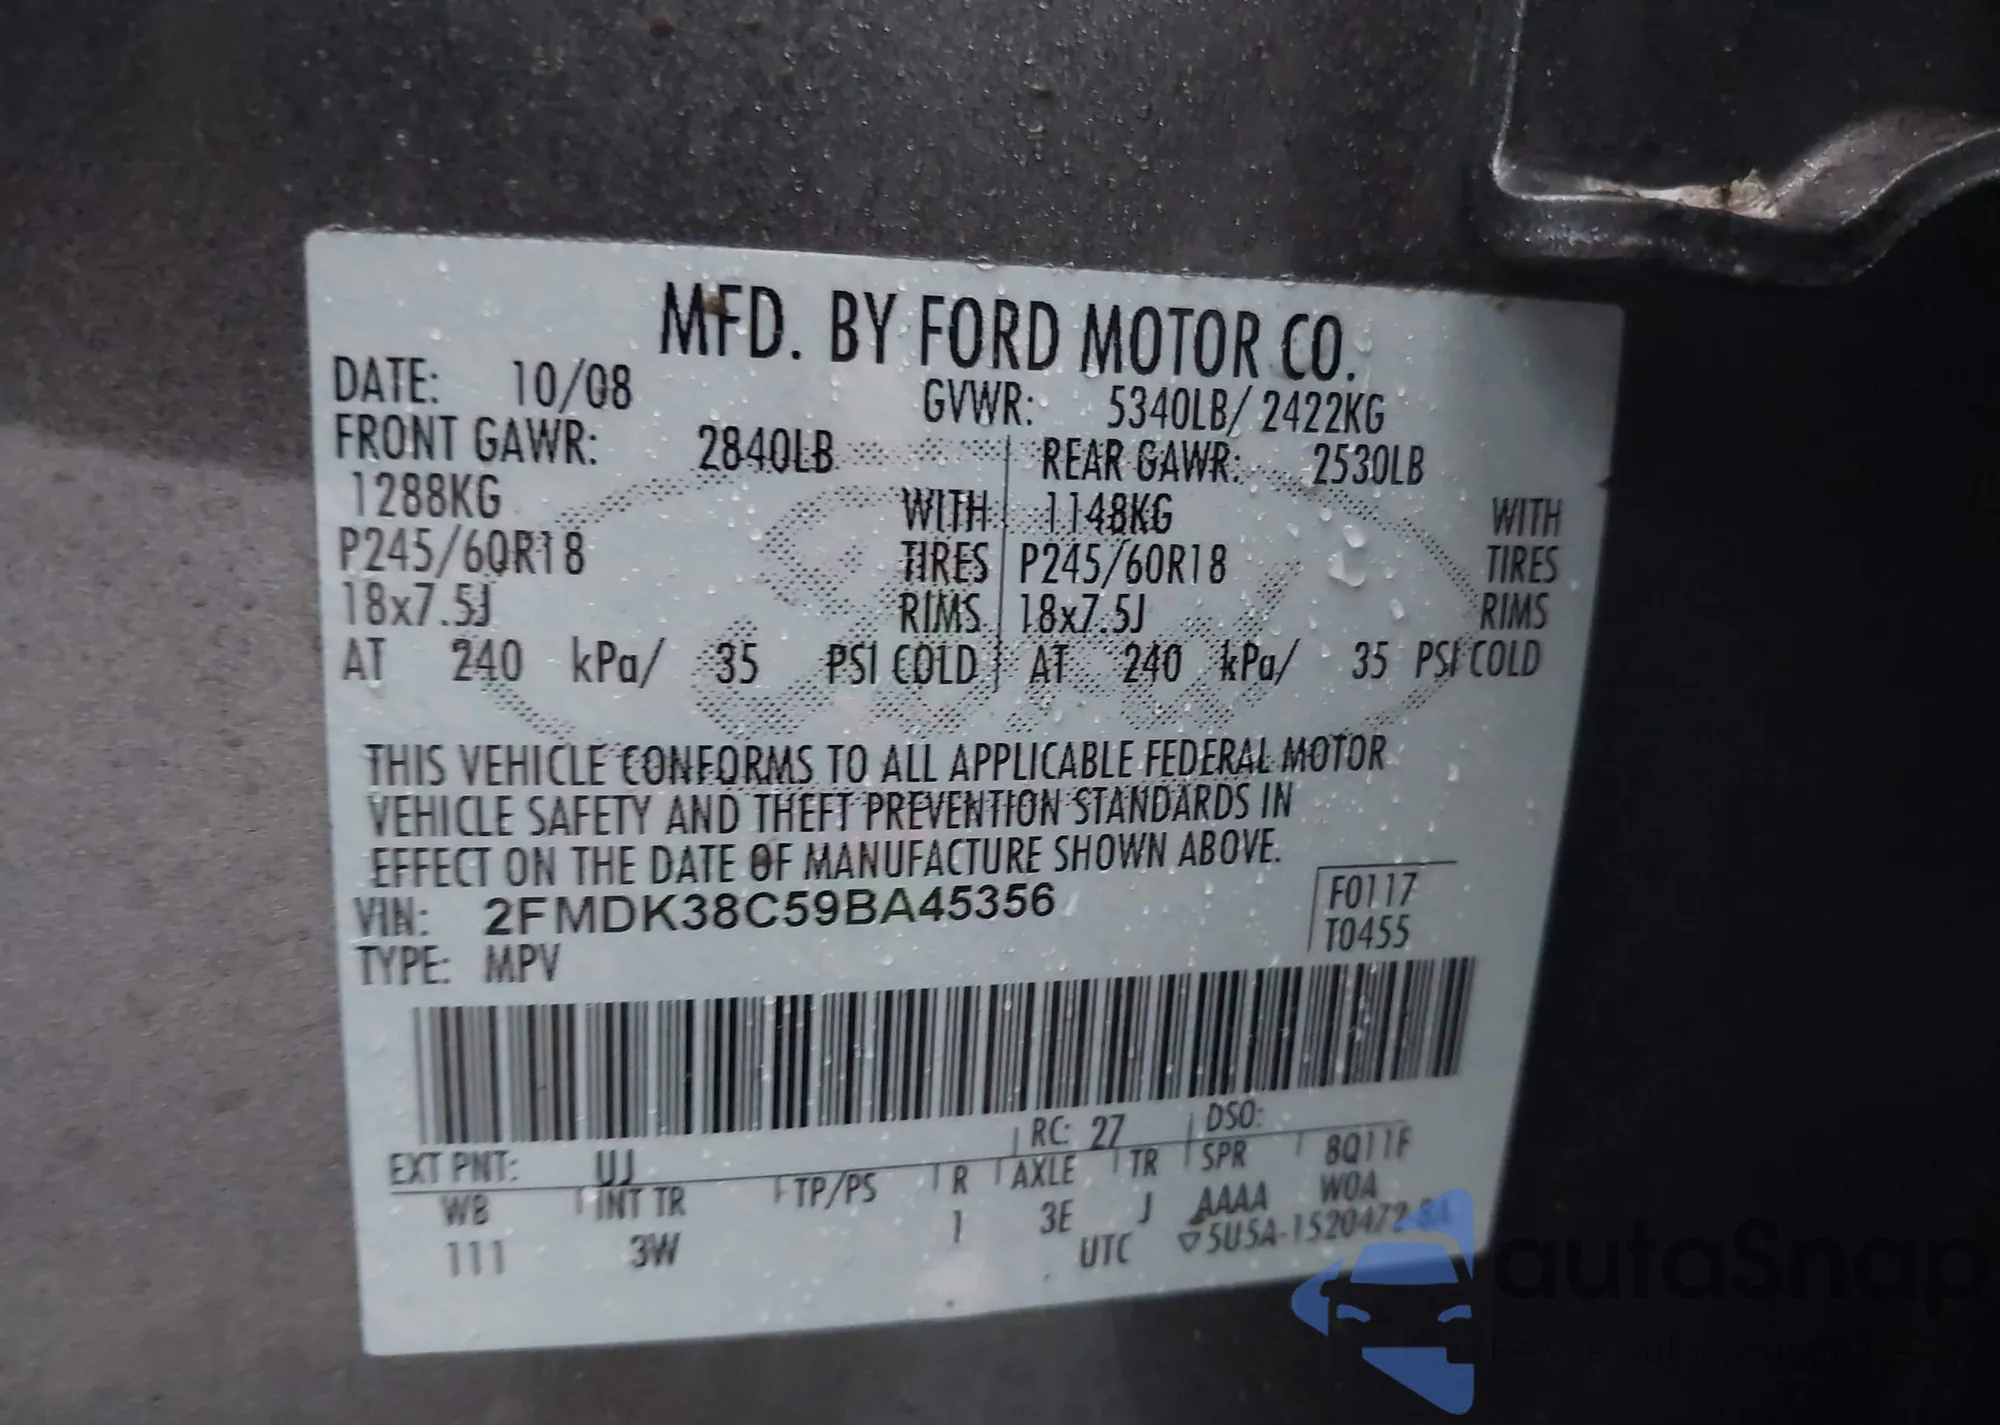 MFD. BY FORD MOTOR CO.
DATE: 10/08 GVWR: 5340LB/ 2422KG
FRONT GAWR: 2840LB REAR GAWR: 2530LB
1288KG WITH 1148KG WITH
P245/60R18 TIRES P245/60R18 TIRES
18x7.5J RIMS 18x7.5J RIMS
AT 240 kPa/ 35 PSI COLD AT 240 kPa/ 35 PSI COLD
THIS VEHICLE CONFORMS TO ALL APPLICABLE FEDERAL MOTOR
VEHICLE SAFETY AND THEFT PREVENTION STANDARDS IN
EFFECT ON THE DATE OF MANUFACTURE SHOWN ABOVE.
VIN: 2FMDK38C59BA45356 F0117
TYPE: MPV T0455
RC: 27 DSO:
EXT PNT: UJ
WB INT TR TP/PS R AXLE TR SPR 8Q11F
111 3W 1 3E J AAAA W0A
UTC 5U5A-1520472-BA
autaSnap